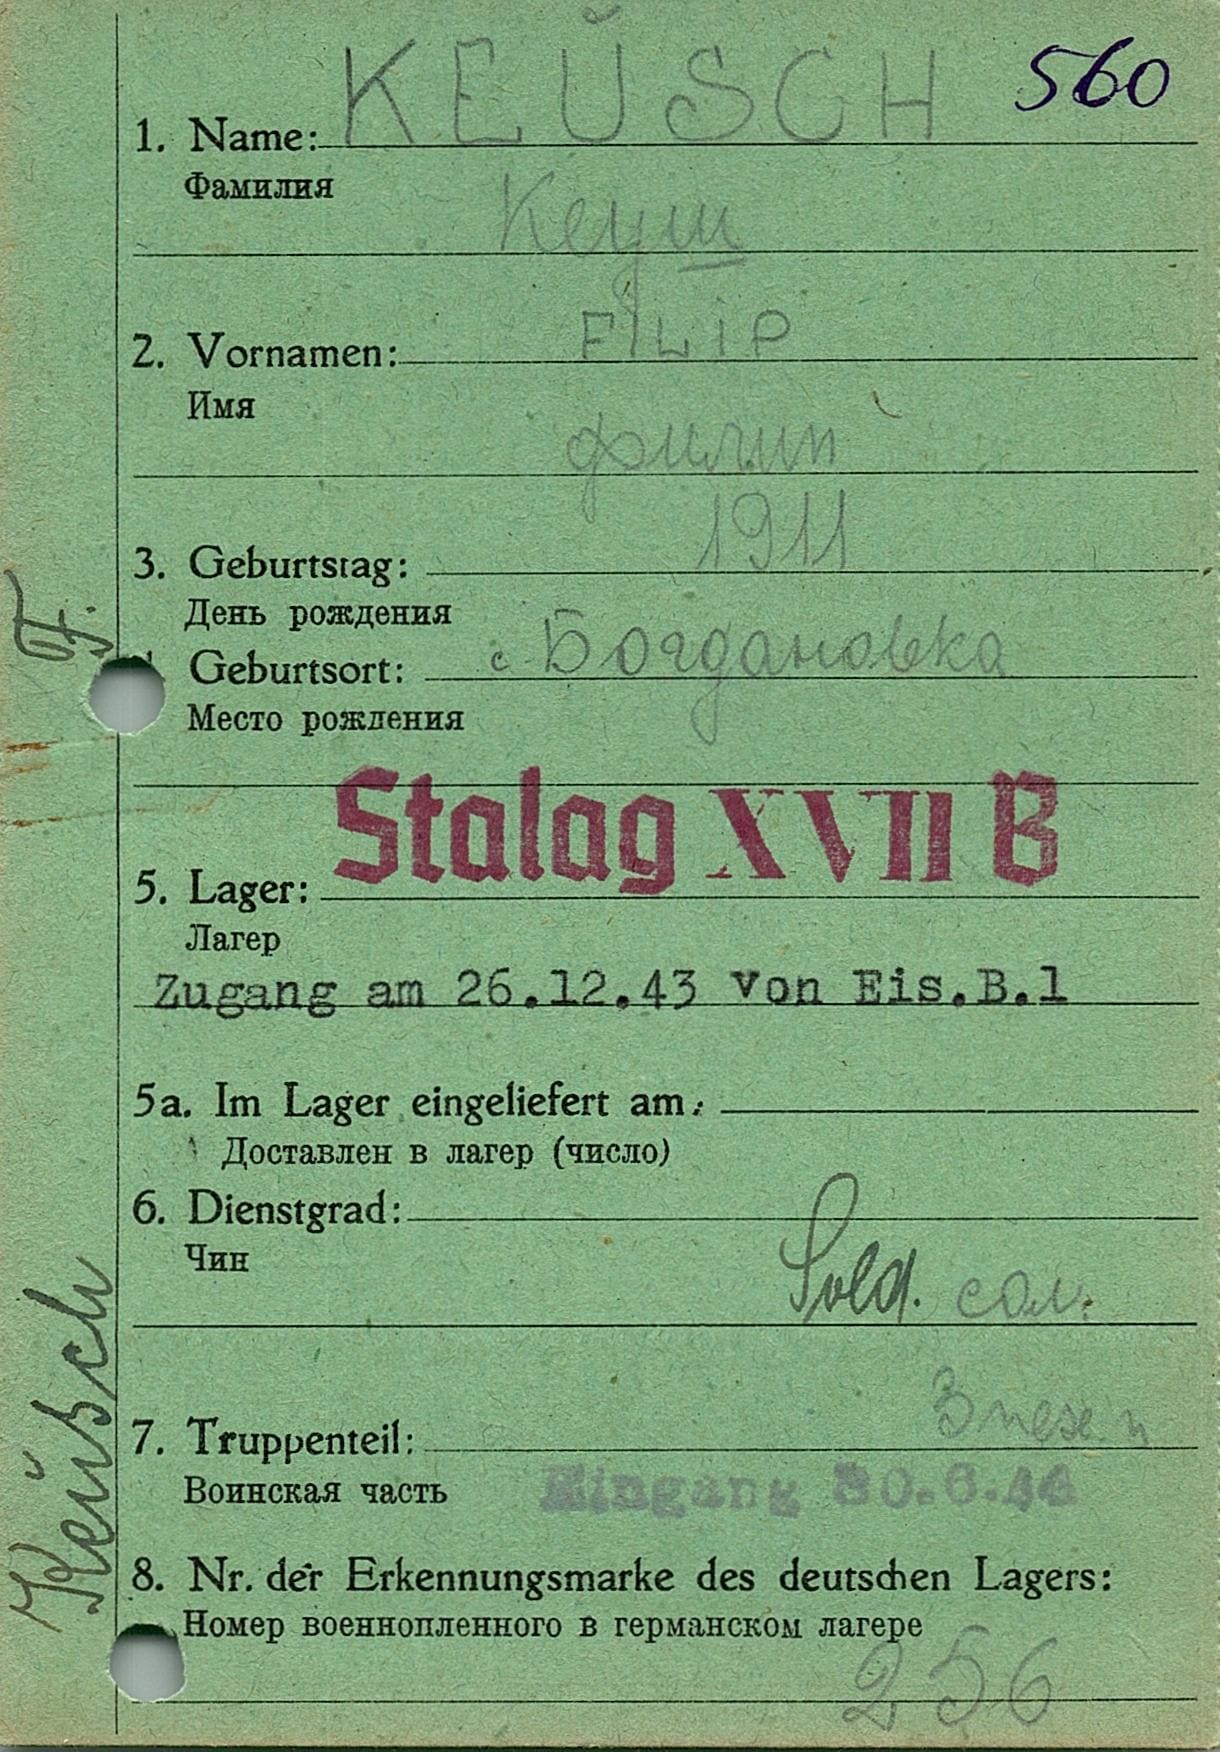 560
1. Name: KEŬSCH
Фамилия
Кеуш
2. Vornamen: FILIP
Имя
филип
3. Geburtstag: 1911
День рождения
Geburtsort: с Богдановка
Место рождения
Stalag XVII B
5. Lager:
Лагер
Zugang am 26.12.43 von Eis.B.1
5a. Im Lager eingeliefert am:
Доставлен в лагер (число)
6. Dienstgrad:
Чин
Sold. сол.
7. Truppenteil:
Воинская часть
Eingang 30.6.44
8. Nr. der Erkennungsmarke des deutschen Lagers:
Номер военнопленного в германском лагере
256
Keŭsch